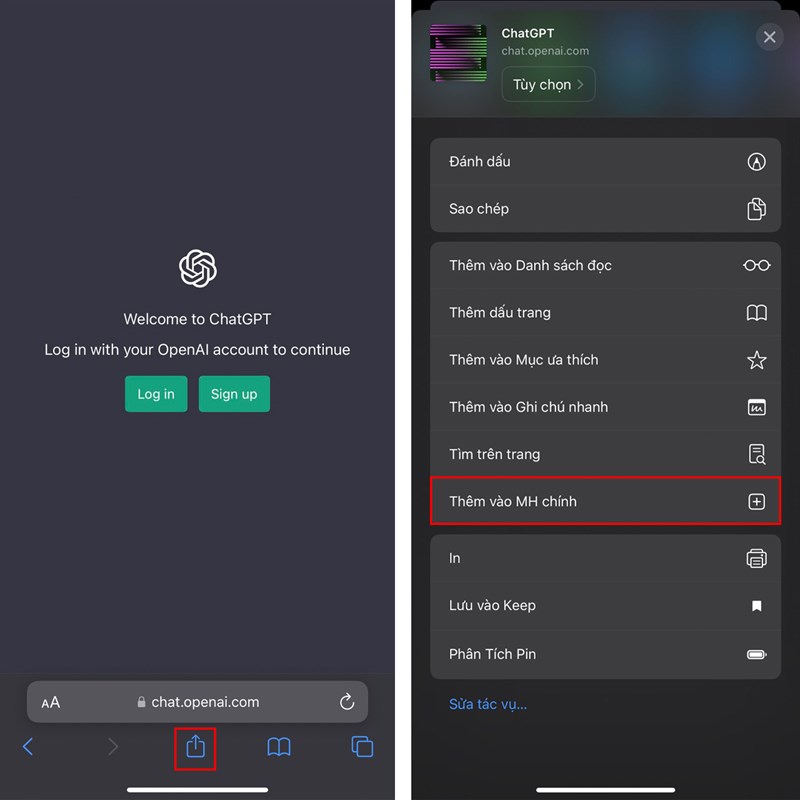 Welcome to ChatGPT
Log in with your OpenAI account to continue
Log in
Sign up
AA
chat.openai.com
ChatGPT
chat.openai.com
Tùy chọn
Đánh dấu
Sao chép
Thêm vào Danh sách đọc
Thêm dấu trang
Thêm vào Mục ưa thích
Thêm vào Ghi chú nhanh
Tìm trên trang
Thêm vào MH chính
In
Lưu vào Keep
Phân Tích Pin
Sửa tác vụ...